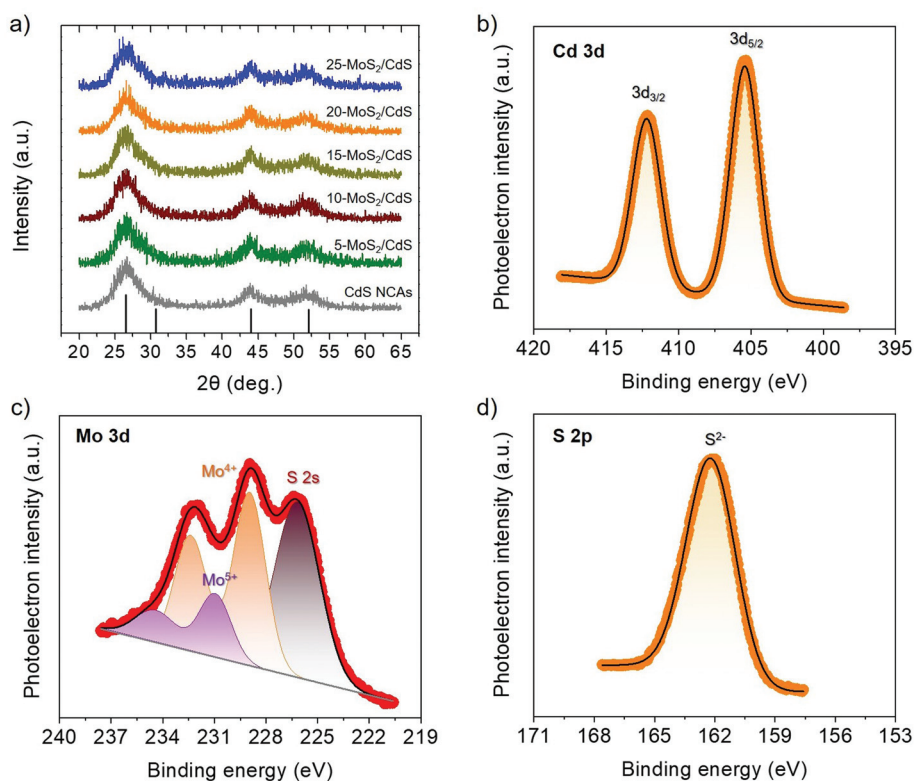 a)
Intensity (a.u.)
25-MoS₂/CdS
20-MoS₂/CdS
15-MoS₂/CdS
10-MoS₂/CdS
5-MoS₂/CdS
CdS NCAs
20 25 30 35 40 45 50 55 60 65
2θ (deg.)
b)
Photoelectron intensity (a.u.)
Cd 3d
3d₃/₂
3d₅/₂
420 415 410 405 400 395
Binding energy (eV)
c)
Photoelectron intensity (a.u.)
Mo 3d
Mo⁴⁺
S 2s
Mo⁵⁺
240 237 234 231 228 225 222 219
Binding energy (eV)
d)
Photoelectron intensity (a.u.)
S 2p
S²⁻
171 168 165 162 159 156 153
Binding energy (eV)